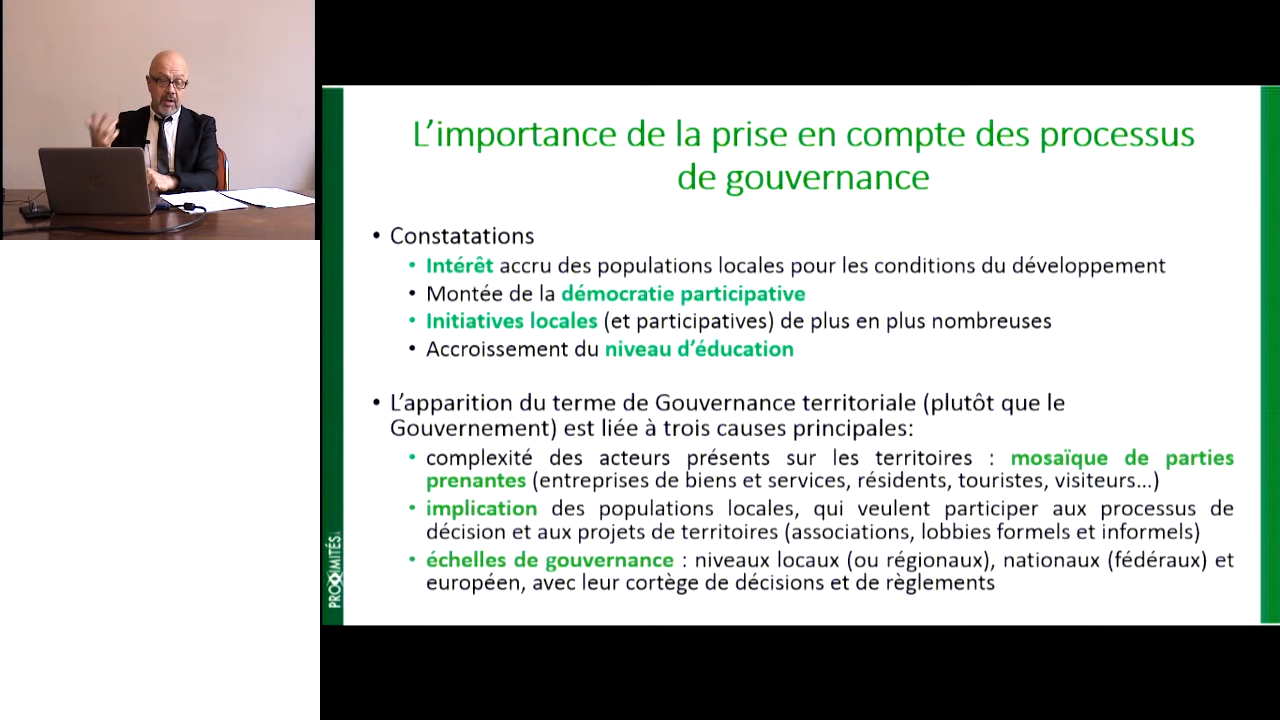 L'importance de la prise en compte des processus
de gouvernance
• Constatations
• Intérêt accru des populations locales pour les conditions du développement
• Montée de la démocratie participative
• Initiatives locales (et participatives) de plus en plus nombreuses
• Accroissement du niveau d'éducation
• L'apparition du terme de Gouvernance territoriale (plutôt que le
Gouvernement) est liée à trois causes principales:
• complexité des acteurs présents sur les territoires : mosaïque de parties
prenantes (entreprises de biens et services, résidents, touristes, visiteurs…)
• implication des populations locales, qui veulent participer aux processus de
décision et aux projets de territoires (associations, lobbies formels et informels)
• échelles de gouvernance : niveaux locaux (ou régionaux), nationaux (fédéraux) et
européen, avec leur cortège de décisions et de règlements
PROXIMITÉS